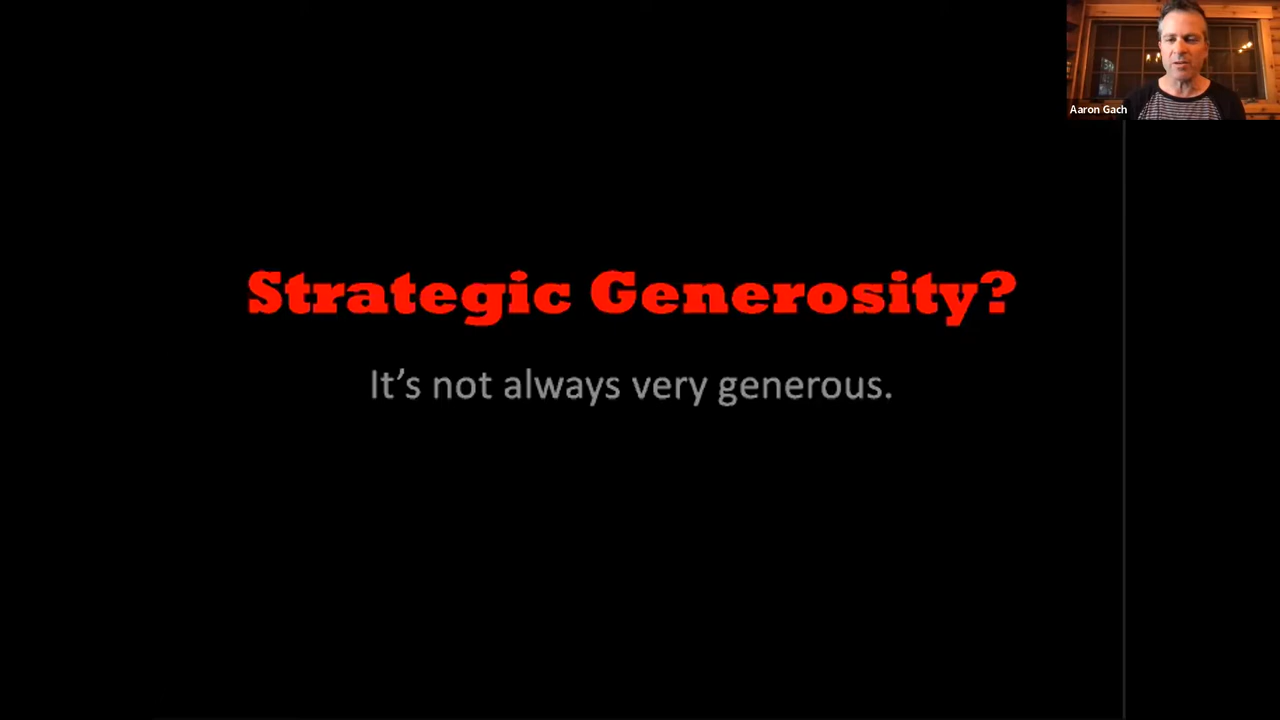 Aaron Gach
Strategic Generosity?
It's not always very generous.